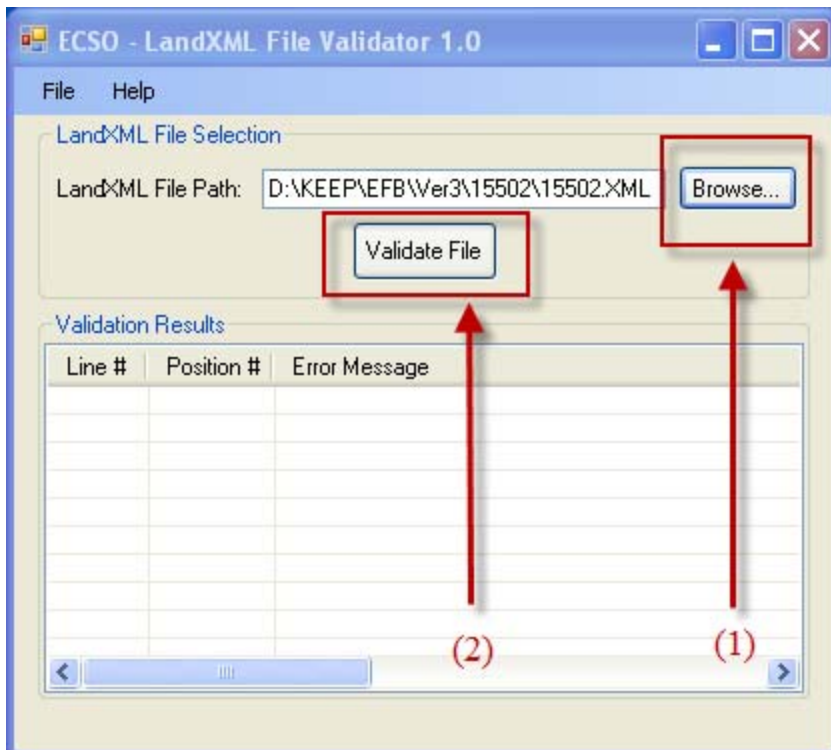 ECSO - LandXML File Validator 1.0
File Help
LandXML File Selection
LandXML File Path: D:\KEEP\EFB\Ver3\15502\15502.XML Browse...
Validate File
Validation Results
Line # Position # Error Message
(2) (1)